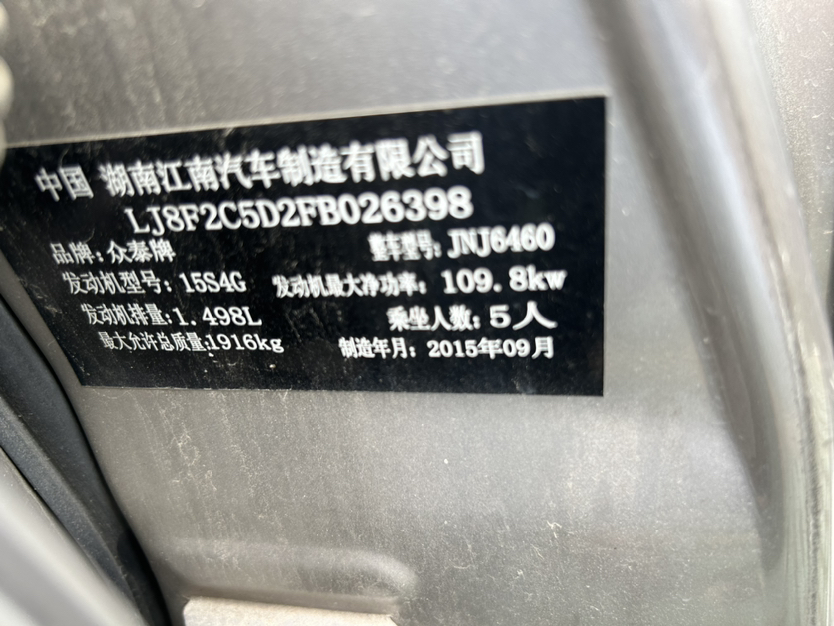 中国 湖南江南汽车制造有限公司
LJ8F2C5D2FB026398
品牌:众泰牌 整车型号:JNJ6460
发动机型号:15S4G 发动机最大净功率:109.8kw
发动机排量:1.498L 乘坐人数:5人
最大允许总质量:1916kg 制造年月:2015年09月